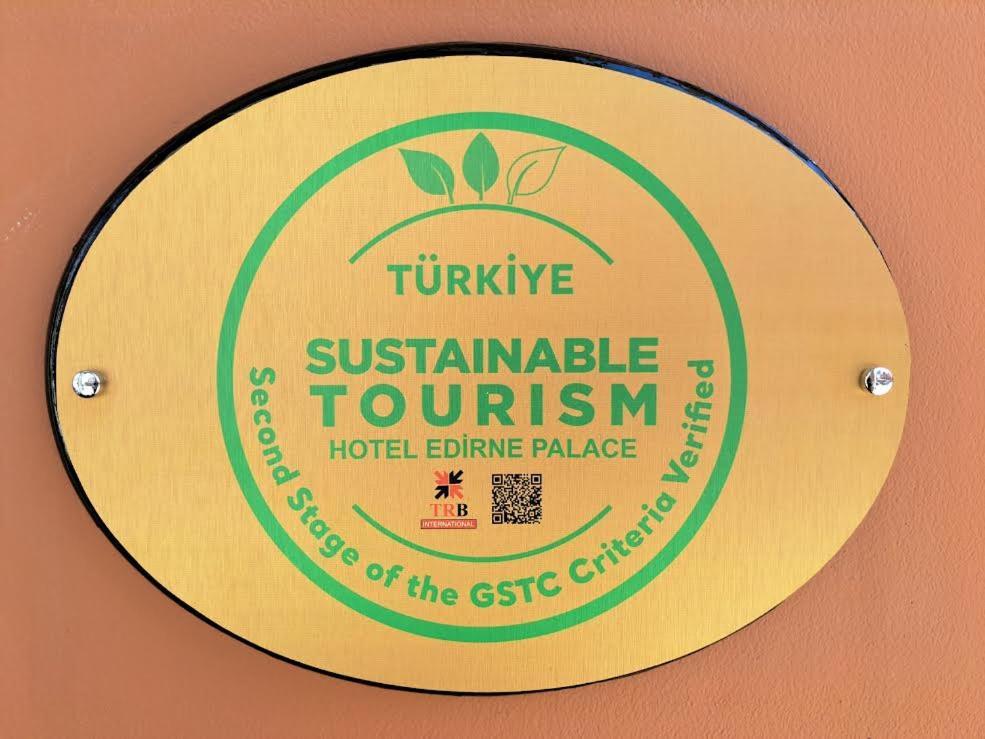 TÜRKİYE
SUSTAINABLE
TOURISM
HOTEL EDİRNE PALACE
TRB
INTERNATIONAL
Second Stage of the GSTC Criteria Verified